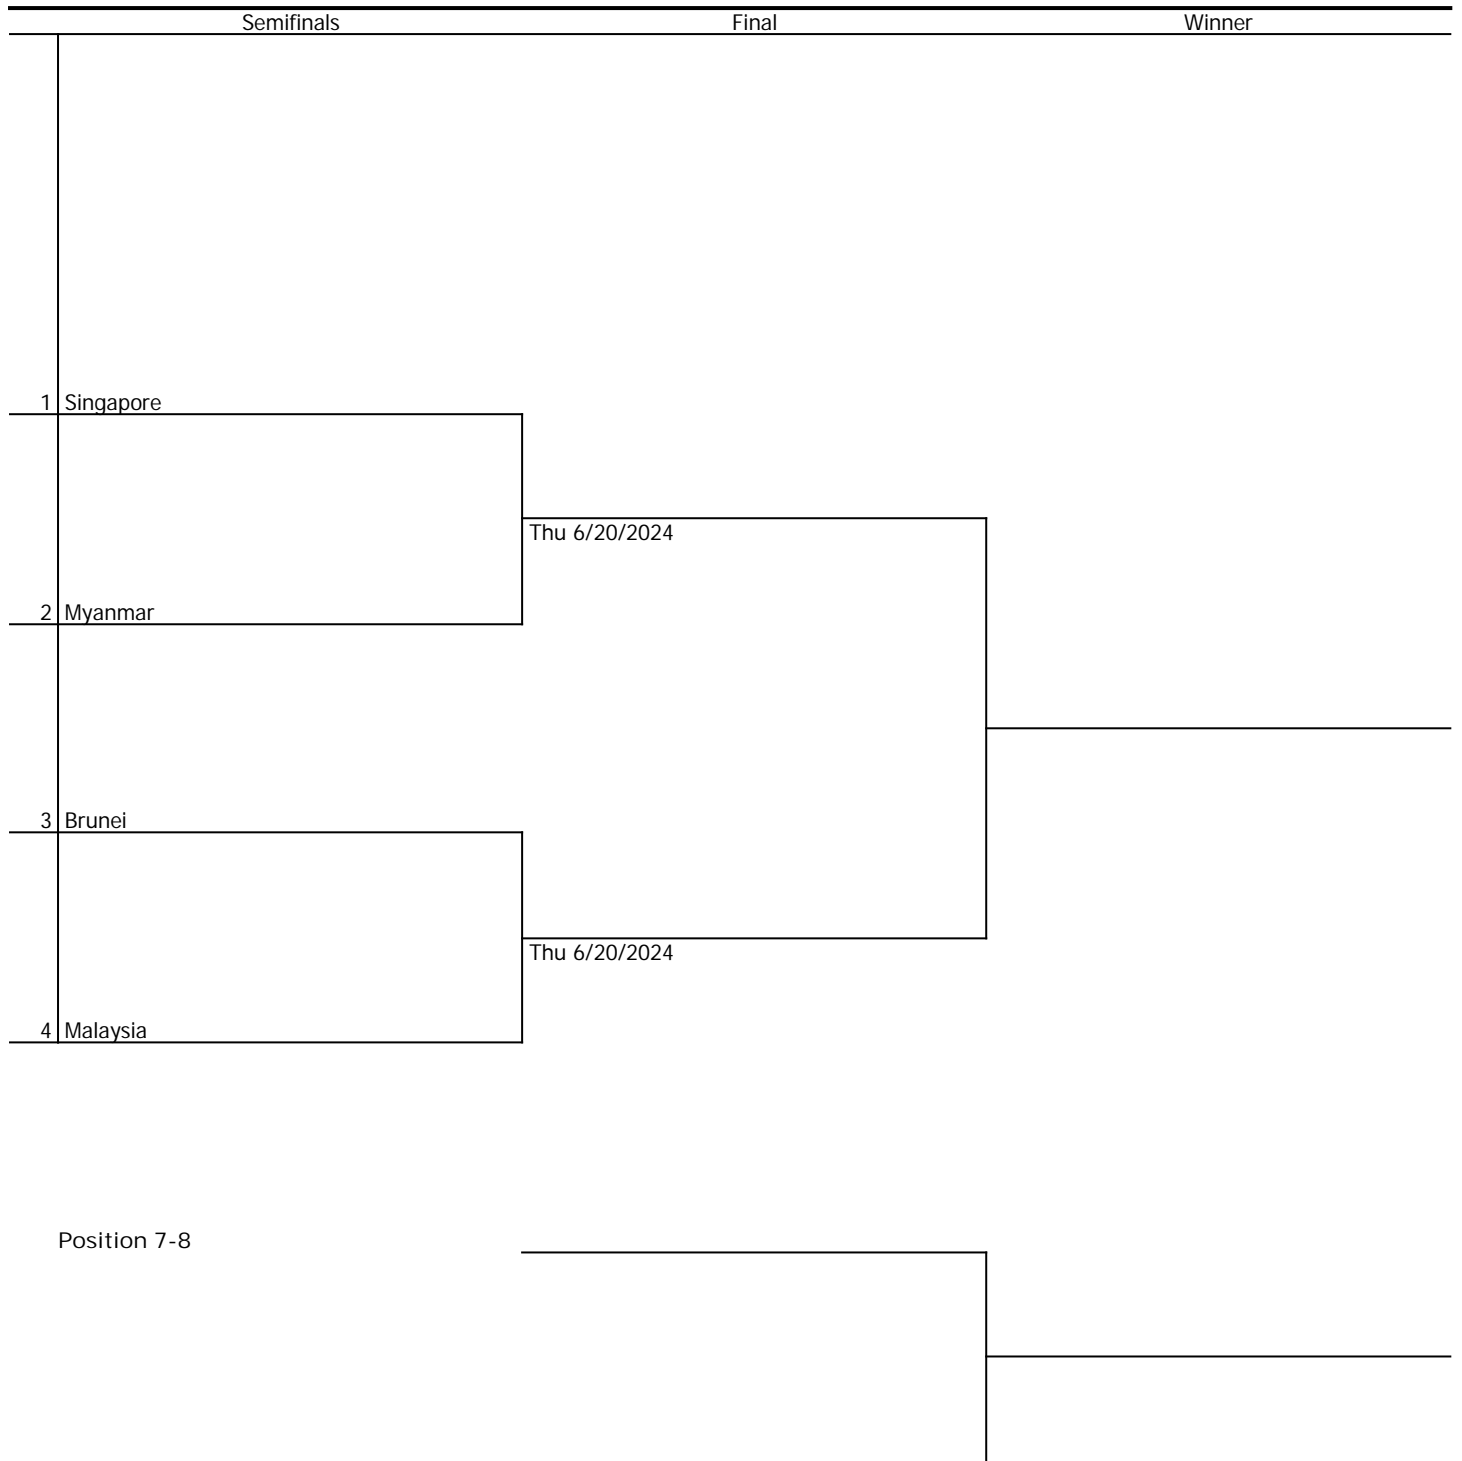 Semifinals Final Winner
1 Singapore
Thu 6/20/2024
2 Myanmar
3 Brunei
Thu 6/20/2024
4 Malaysia
Position 7-8